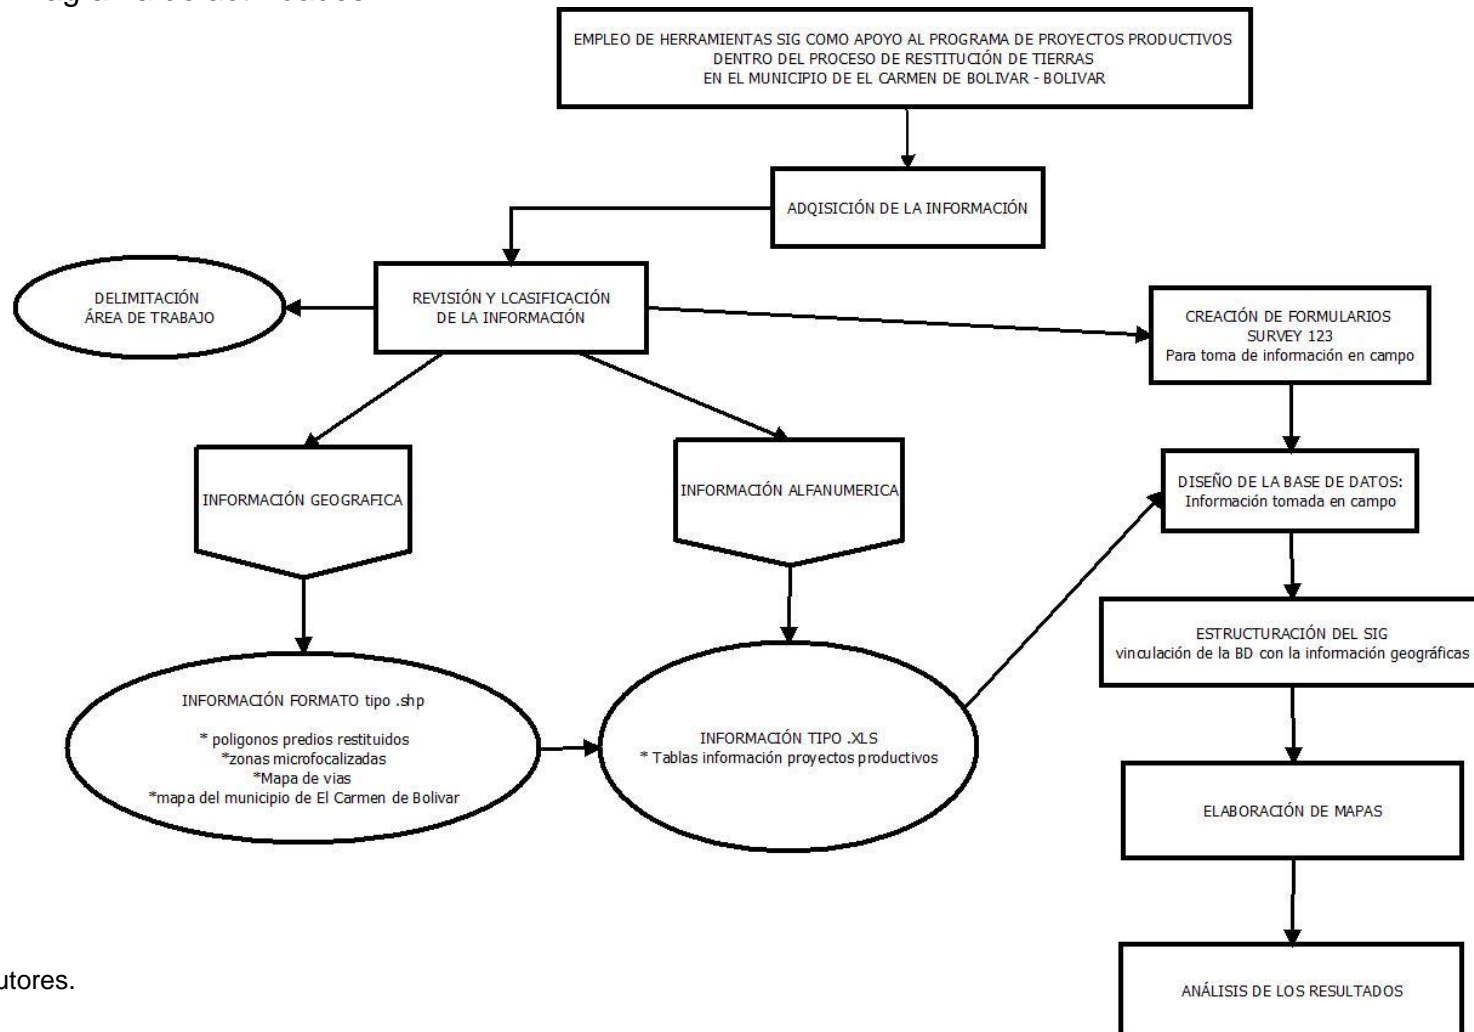 EMPLEO DE HERRAMIENTAS SIG COMO APOYO AL PROGRAMA DE PROYECTOS PRODUCTIVOS
DENTRO DEL PROCESO DE RESTITUCIÓN DE TIERRAS
EN EL MUNICIPIO DE EL CARMEN DE BOLIVAR - BOLIVAR
ADQISICIÓN DE LA INFORMACIÓN
DELIMITACIÓN
ÁREA DE TRABAJO
REVISIÓN Y LCASIFICACIÓN
DE LA INFORMACIÓN
CREACIÓN DE FORMULARIOS
SURVEY 123
Para toma de información en campo
INFORMACIÓN GEOGRAFICA
INFORMACIÓN ALFANUMERICA
DISEÑO DE LA BASE DE DATOS:
Información tomada en campo
ESTRUCTURACIÓN DEL SIG
vinculación de la BD con la información geográficas
INFORMACIÓN FORMATO tipo .shp
* poligonos predios restituidos
*zonas microfocalizadas
*Mapa de vias
*mapa del municipio de El Carmen de Bolivar
INFORMACIÓN TIPO .XLS
* Tablas información proyectos productivos
ELABORACIÓN DE MAPAS
ANÁLISIS DE LOS RESULTADOS
utores.